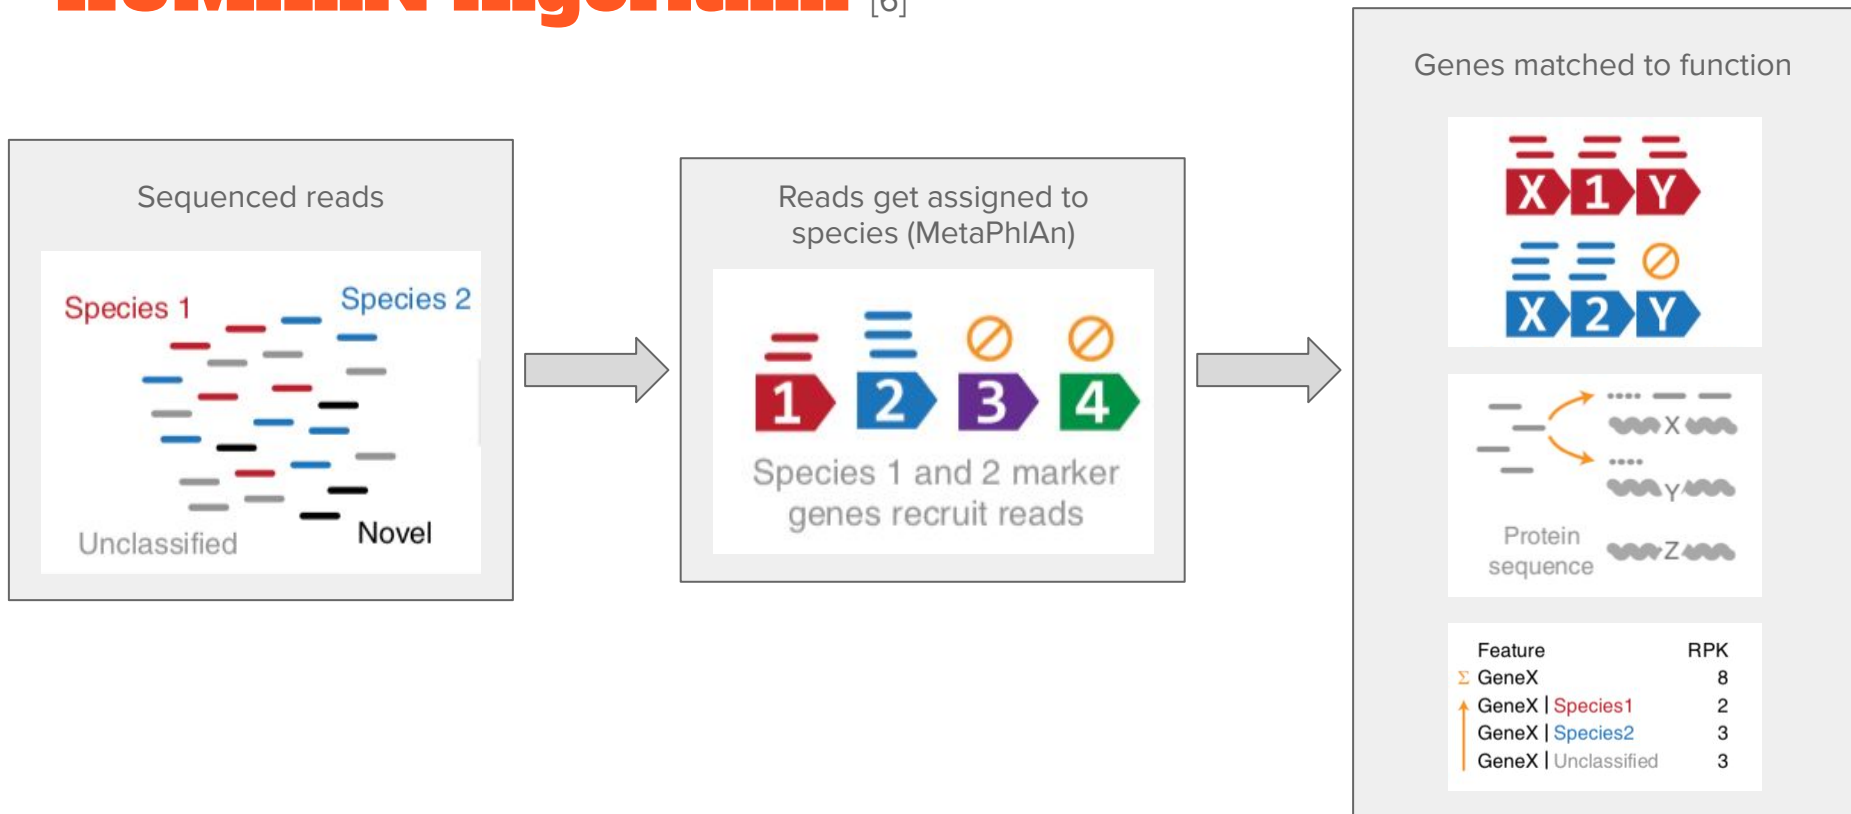 HUMAnN Algorithm [6]
Sequenced reads
Species 1
Species 2
Unclassified
Novel
Reads get assigned to
species (MetaPhlAn)
1 2 3 4
Species 1 and 2 marker
genes recruit reads
Genes matched to function
X 1 Y
X 2 Y
X
Y
Protein
sequence
Z
Feature RPK
Σ GeneX 8
GeneX | Species1 2
GeneX | Species2 3
GeneX | Unclassified 3